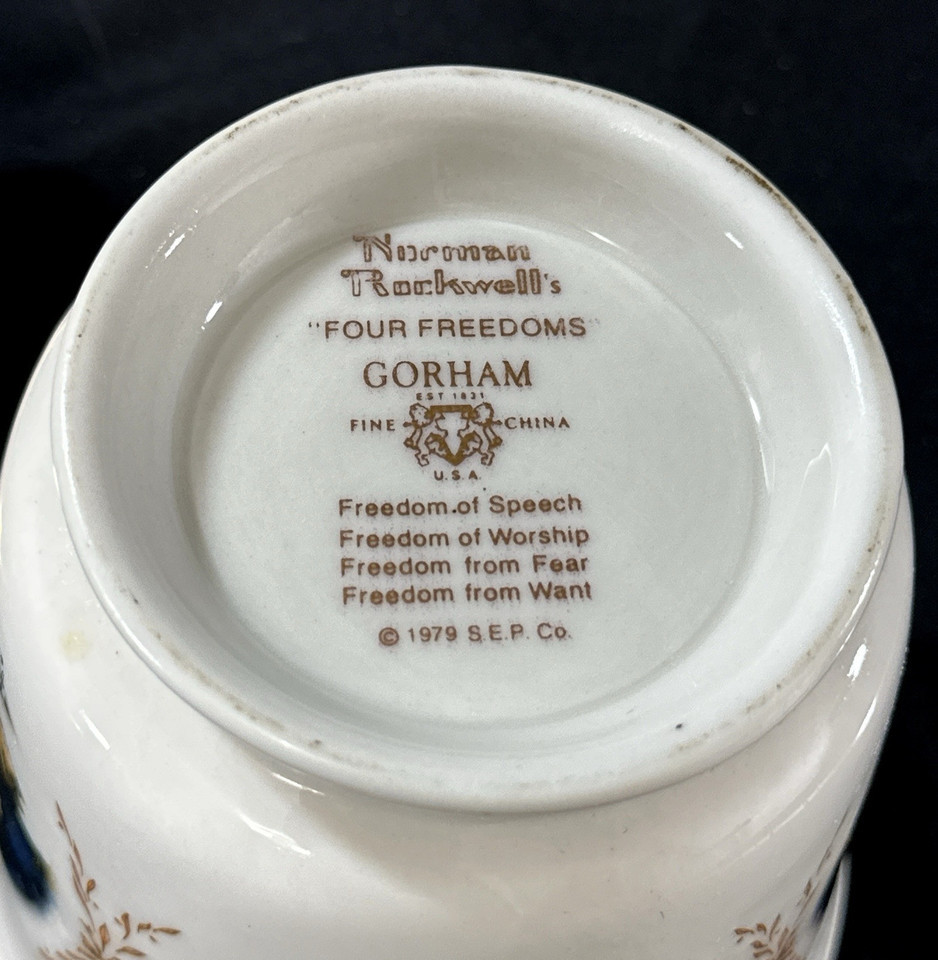 Norman
Rockwell's
"FOUR FREEDOMS"
GORHAM
EST 1831
FINE CHINA
U.S.A.
Freedom of Speech
Freedom of Worship
Freedom from Fear
Freedom from Want
© 1979 S.E.P. Co.